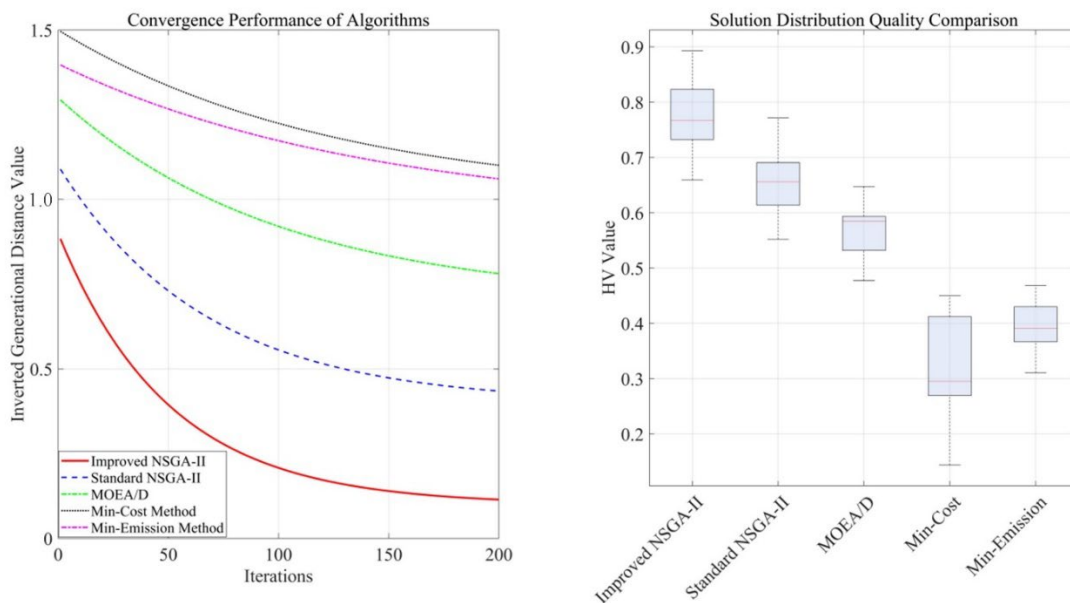 Convergence Performance of Algorithms
1.5
1.0
0.5
0
Inverted Generational Distance Value
Improved NSGA-II
Standard NSGA-II
MOEA/D
Min-Cost Method
Min-Emission Method
0 50 100 150 200
Iterations
Solution Distribution Quality Comparison
0.9
0.8
0.7
0.6
0.5
0.4
0.3
0.2
HV Value
Improved NSGA-II
Standard NSGA-II
MOEA/D
Min-Cost
Min-Emission